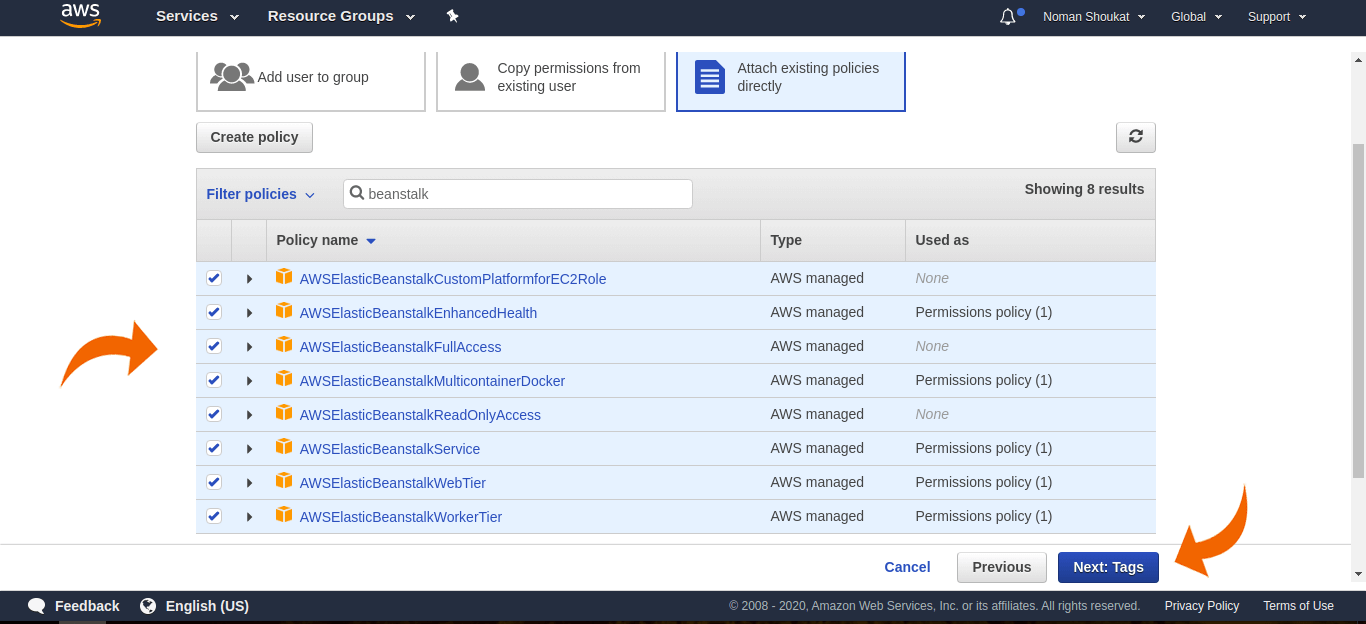 aws Services Resource Groups Noman Shoukat Global Support
Add user to group
Copy permissions from
existing user
Attach existing policies
directly
Create policy
Filter policies beanstalk Showing 8 results
Policy name Type Used as
AWSElasticBeanstalkCustomPlatformforEC2Role AWS managed None
AWSElasticBeanstalkEnhancedHealth AWS managed Permissions policy (1)
AWSElasticBeanstalkFullAccess AWS managed None
AWSElasticBeanstalkMulticontainerDocker AWS managed Permissions policy (1)
AWSElasticBeanstalkReadOnlyAccess AWS managed None
AWSElasticBeanstalkService AWS managed Permissions policy (1)
AWSElasticBeanstalkWebTier AWS managed Permissions policy (1)
AWSElasticBeanstalkWorkerTier AWS managed Permissions policy (1)
Cancel Previous Next: Tags
Feedback English (US) © 2008 - 2020, Amazon Web Services, Inc. or its affiliates. All rights reserved. Privacy Policy Terms of Use